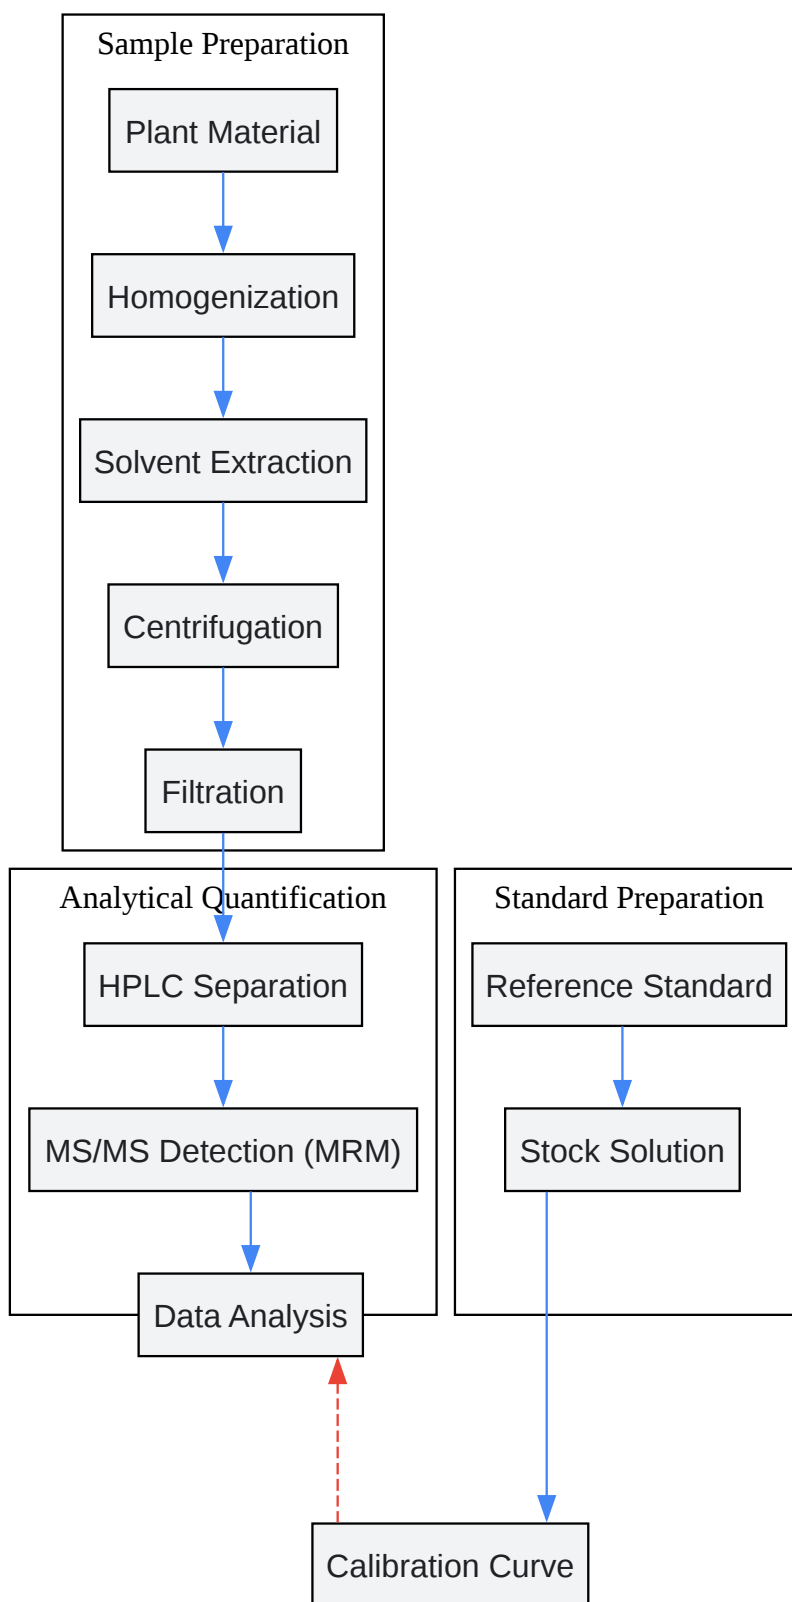 Sample Preparation
Plant Material
Homogenization
Solvent Extraction
Centrifugation
Filtration
Analytical Quantification
HPLC Separation
MS/MS Detection (MRM)
Data Analysis
Standard Preparation
Reference Standard
Stock Solution
Calibration Curve